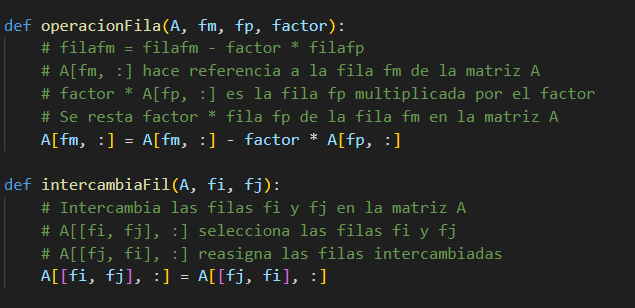 def operacionFila(A, fm, fp, factor):
    # filafm = filafm - factor * filafp
    # A[fm, :] hace referencia a la fila fm de la matriz A
    # factor * A[fp, :] es la fila fp multiplicada por el factor
    # Se resta factor * fila fp de la fila fm en la matriz A
    A[fm, :] = A[fm, :] - factor * A[fp, :]
def intercambiaFil(A, fi, fj):
    # Intercambia las filas fi y fj en la matriz A
    # A[[fi, fj], :] selecciona las filas fi y fj
    # A[[fj, fi], :] reasigna las filas intercambiadas
    A[[fi, fj], :] = A[[fj, fi], :]